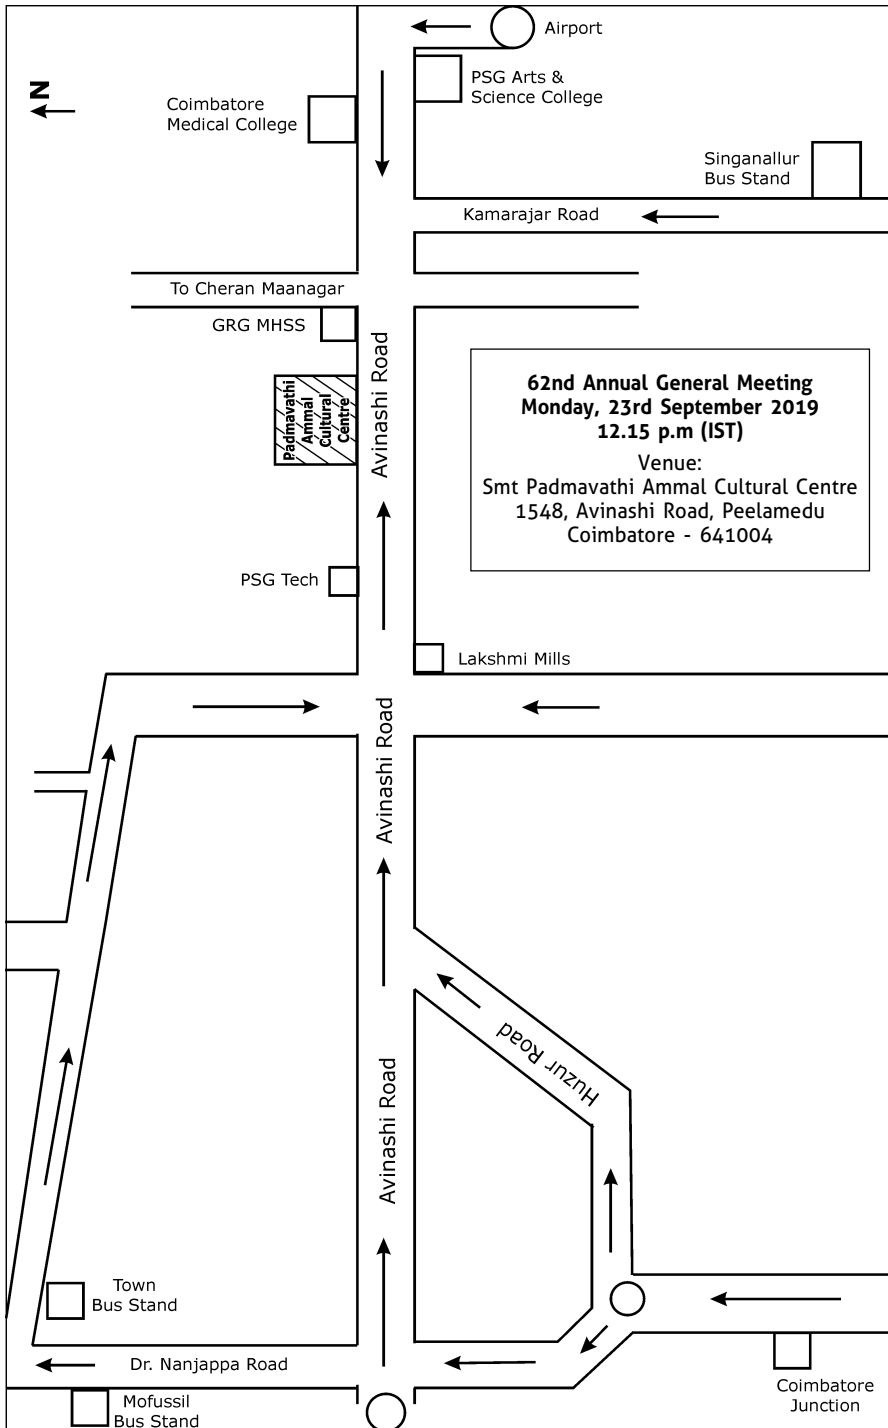 Airport
PSG Arts &
Science College
N
Coimbatore
Medical College
Singanallur
Bus Stand
Kamarajar Road
To Cheran Maanagar
GRG MHSS
Avinashi Road
Padmavathi
Ammal
Cultural
Centre
62nd Annual General Meeting
Monday, 23rd September 2019
12.15 p.m (IST)
Venue:
Smt Padmavathi Ammal Cultural Centre
1548, Avinashi Road, Peelamedu
Coimbatore - 641004
PSG Tech
Lakshmi Mills
Avinashi Road
Huzur Road
Avinashi Road
Town
Bus Stand
Dr. Nanjappa Road
Coimbatore
Junction
Mofussil
Bus Stand